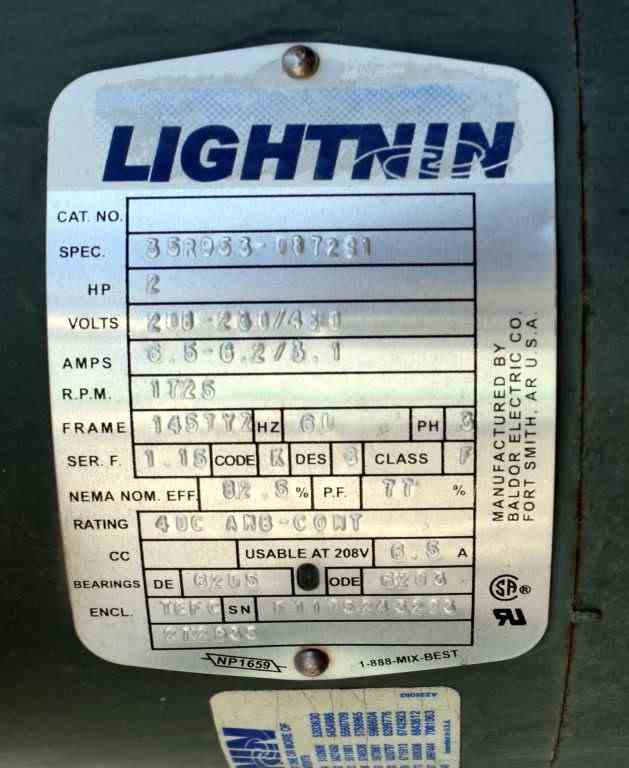 LIGHTNIN
CAT. NO.
SPEC. 35R953-
HP 2
VOLTS 208-230/460
AMPS 6.5-6.2/3.1
R.P.M. 1725
FRAME HZ 60 PH 3
SER. F. 1.15 CODE K DES CLASS F
NEMA NOM. EFF. 82.5 % P.F. 77 %
RATING 40C AMB-CONT
CC USABLE AT 208V 6.5 A
BEARINGS DE 6205 ODE 6203
ENCL. TEFC SN
NP1659
1-888-MIX-BEST
MANUFACTURED BY
BALDOR ELECTRIC CO.
FORT SMITH, AR U.S.A.